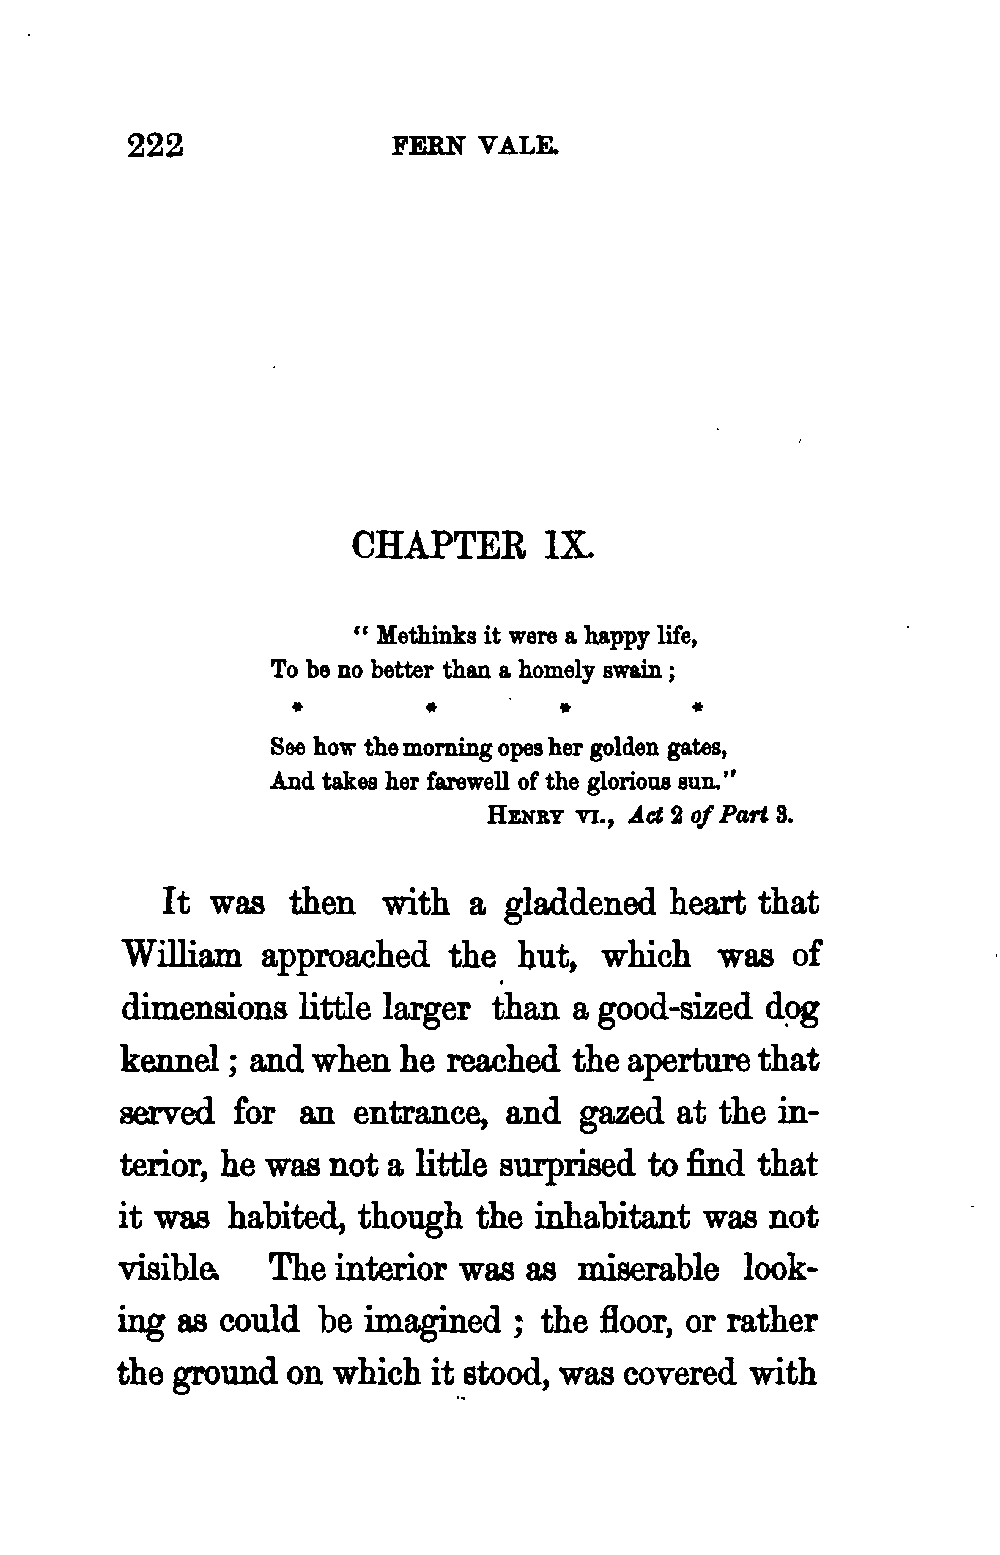 222 FERN VALE.
CHAPTER IX.
“ Methinks it were a happy life,
To be no better than a homely swain ;
* * * *
See how the morning opes her golden gates,
And takes her farewell of the glorious sun.”
HENRY VI., Act 2 of Part 3.
It was then with a gladdened heart that
William approached the hut, which was of
dimensions little larger than a good-sized dog
kennel ; and when he reached the aperture that
served for an entrance, and gazed at the in-
terior, he was not a little surprised to find that
it was habited, though the inhabitant was not
visible. The interior was as miserable look-
ing as could be imagined ; the floor, or rather
the ground on which it stood, was covered with